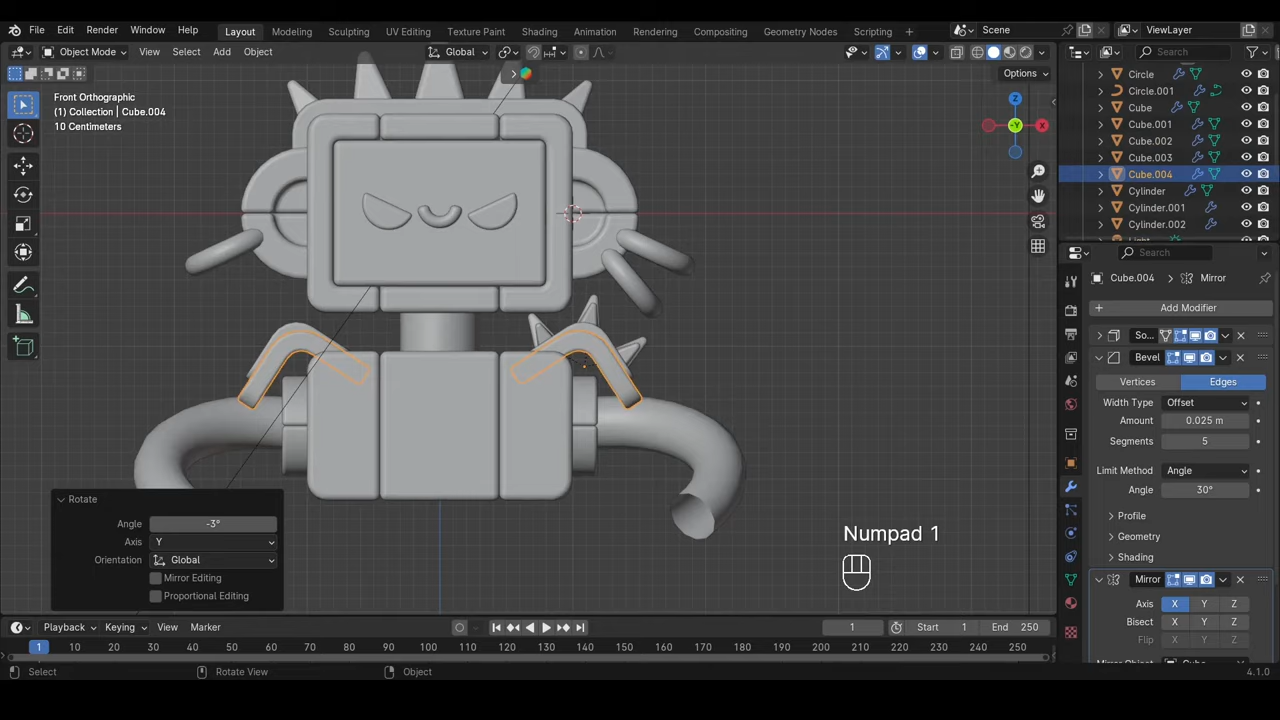 File Edit Render Window Help Layout Modeling Sculpting UV Editing Texture Paint Shading Animation Rendering Compositing Geometry Nodes Scripting Scene ViewLayer
Object Mode View Select Add Object Global Search
Options
Front Orthographic
(1) Collection | Cube.004
10 Centimeters
Z
-Y
X
Circle
Circle.001
Cube
Cube.001
Cube.002
Cube.003
Cube.004
Cylinder
Cylinder.001
Cylinder.002
Search
Cube.004 > Mirror
Add Modifier
So...
Bevel
Vertices Edges
Width Type Offset
Amount 0.025 m
Segments 5
Limit Method Angle
Angle 30°
Profile
Geometry
Shading
Mirror
Axis X Y Z
Bisect X Y Z
Flip X Y Z
Rotate
Angle -3°
Axis Y
Orientation Global
Mirror Editing
Proportional Editing
Numpad 1
Playback Keying View Marker 1 Start 1 End 250
1 10 20 30 40 50 60 70 80 90 100 110 120 130 140 150 160 170 180 190 200 210 220 230 240 250
Select Rotate View Object 4.1.0